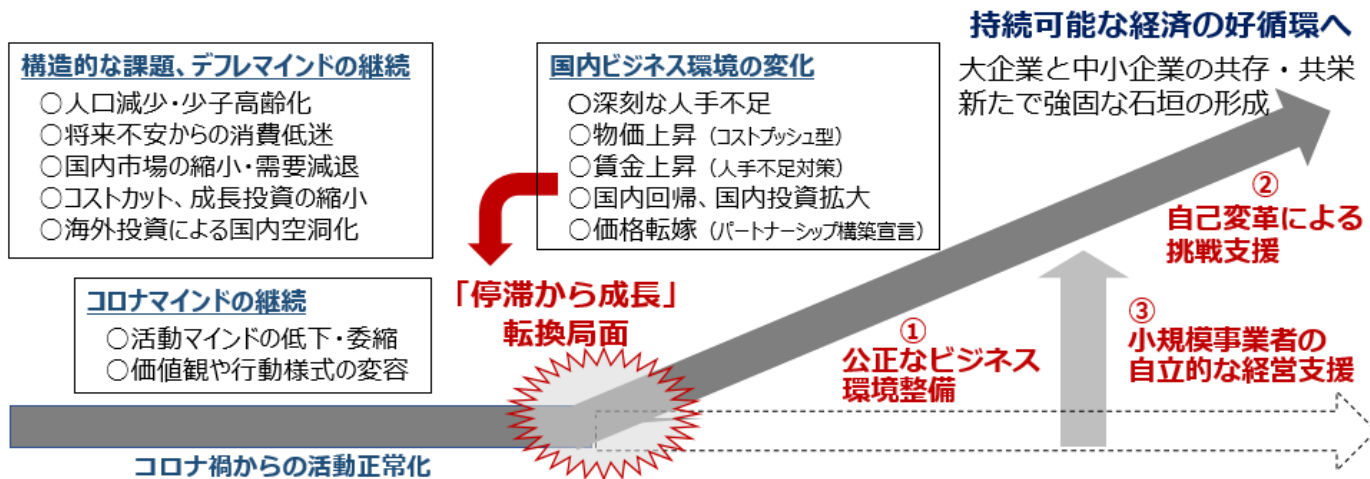 構造的な課題、デフレマインドの継続
○人口減少・少子高齢化
○将来不安からの消費低迷
○国内市場の縮小・需要減退
○コストカット、成長投資の縮小
○海外投資による国内空洞化
コロナマインドの継続
○活動マインドの低下・委縮
○価値観や行動様式の変容
コロナ禍からの活動正常化
国内ビジネス環境の変化
○深刻な人手不足
○物価上昇（コストプッシュ型）
○賃金上昇（人手不足対策）
○国内回帰、国内投資拡大
○価格転嫁（パートナーシップ構築宣言）
「停滞から成長」
転換局面
持続可能な経済の好循環へ
大企業と中小企業の共存・共栄
新たで強固な石垣の形成
①
公正なビジネス
環境整備
②
自己変革による
挑戦支援
③
小規模事業者の
自立的な経営支援